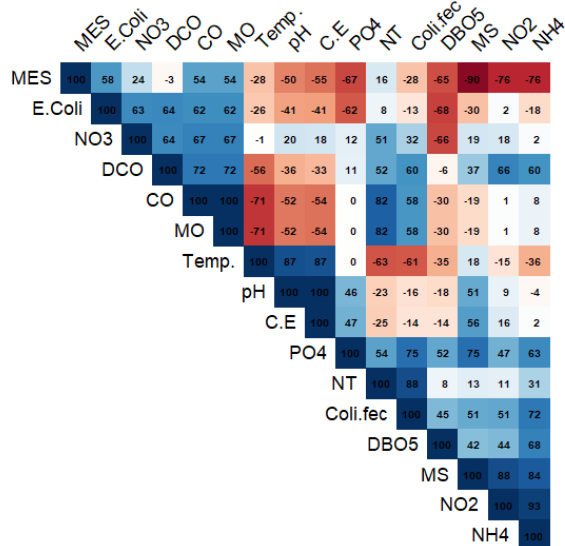 MES E.Coli NO3 DCO CO MO Temp. pH C.E PO4 NT Coli.fec DBO5 MS NO2 NH4
MES 100 58 24 -3 54 54 -28 -50 -55 -67 16 -28 -65 -90 -76 -76
E.Coli 100 63 64 62 62 -26 -41 -41 -62 8 -13 -68 -30 2 -18
NO3 100 64 67 67 -1 20 18 12 51 32 -66 19 18 2
DCO 100 72 72 -56 -36 -33 11 52 60 -6 37 66 60
CO 100 100 -71 -52 -54 0 82 58 -30 -19 1 8
MO 100 -71 -52 -54 0 82 58 -30 -19 1 8
Temp. 100 87 87 0 -63 -61 -35 18 -15 -36
pH 100 100 46 -23 -16 -18 51 9 -4
C.E 100 47 -25 -14 -14 56 16 2
PO4 100 54 75 52 75 47 63
NT 100 88 8 13 11 31
Coli.fec 100 45 51 51 72
DBO5 100 42 44 68
MS 100 88 84
NO2 100 93
NH4 100